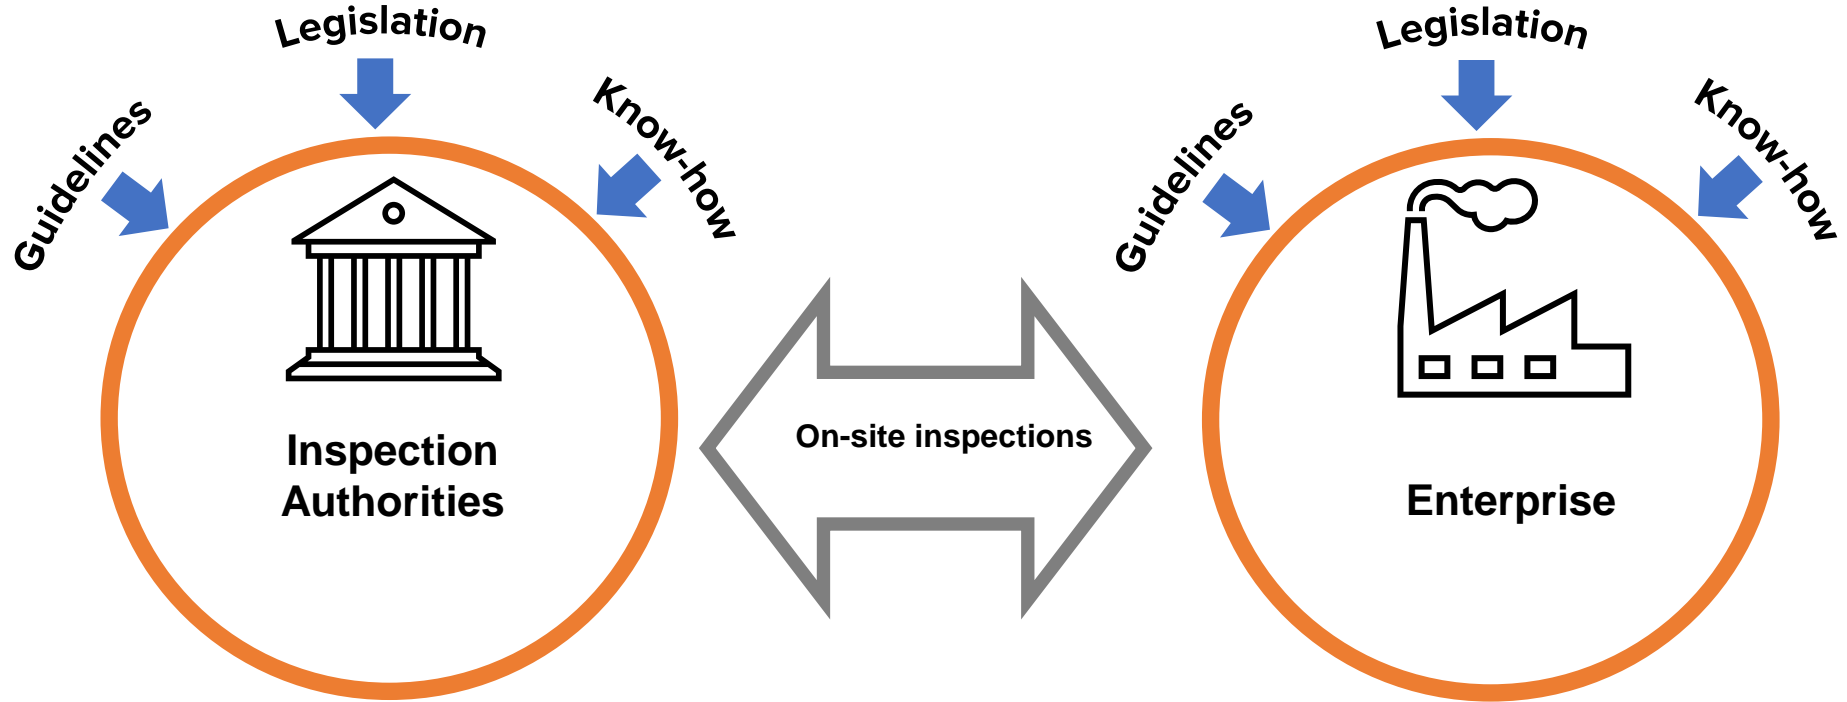 Legislation
Guidelines
Know-how
Inspection
Authorities
On-site inspections
Legislation
Guidelines
Know-how
Enterprise